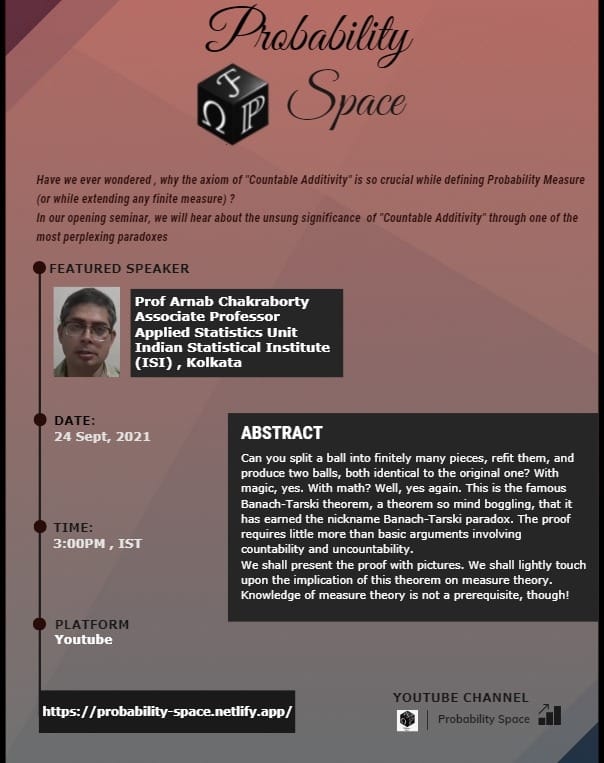 Probability
Space
F
Ω
P
Have we ever wondered , why the axiom of "Countable Additivity" is so crucial while defining Probability Measure
(or while extending any finite measure) ?
In our opening seminar, we will hear about the unsung significance of "Countable Additivity" through one of the
most perplexing paradoxes
FEATURED SPEAKER
Prof Arnab Chakraborty
Associate Professor
Applied Statistics Unit
Indian Statistical Institute
(ISI) , Kolkata
DATE:
24 Sept, 2021
TIME:
3:00PM , IST
PLATFORM
Youtube
ABSTRACT
Can you split a ball into finitely many pieces, refit them, and
produce two balls, both identical to the original one? With
magic, yes. With math? Well, yes again. This is the famous
Banach-Tarski theorem, a theorem so mind boggling, that it
has earned the nickname Banach-Tarski paradox. The proof
requires little more than basic arguments involving
countability and uncountability.
We shall present the proof with pictures. We shall lightly touch
upon the implication of this theorem on measure theory.
Knowledge of measure theory is not a prerequisite, though!
https://probability-space.netlify.app/
YOUTUBE CHANNEL
Probability Space